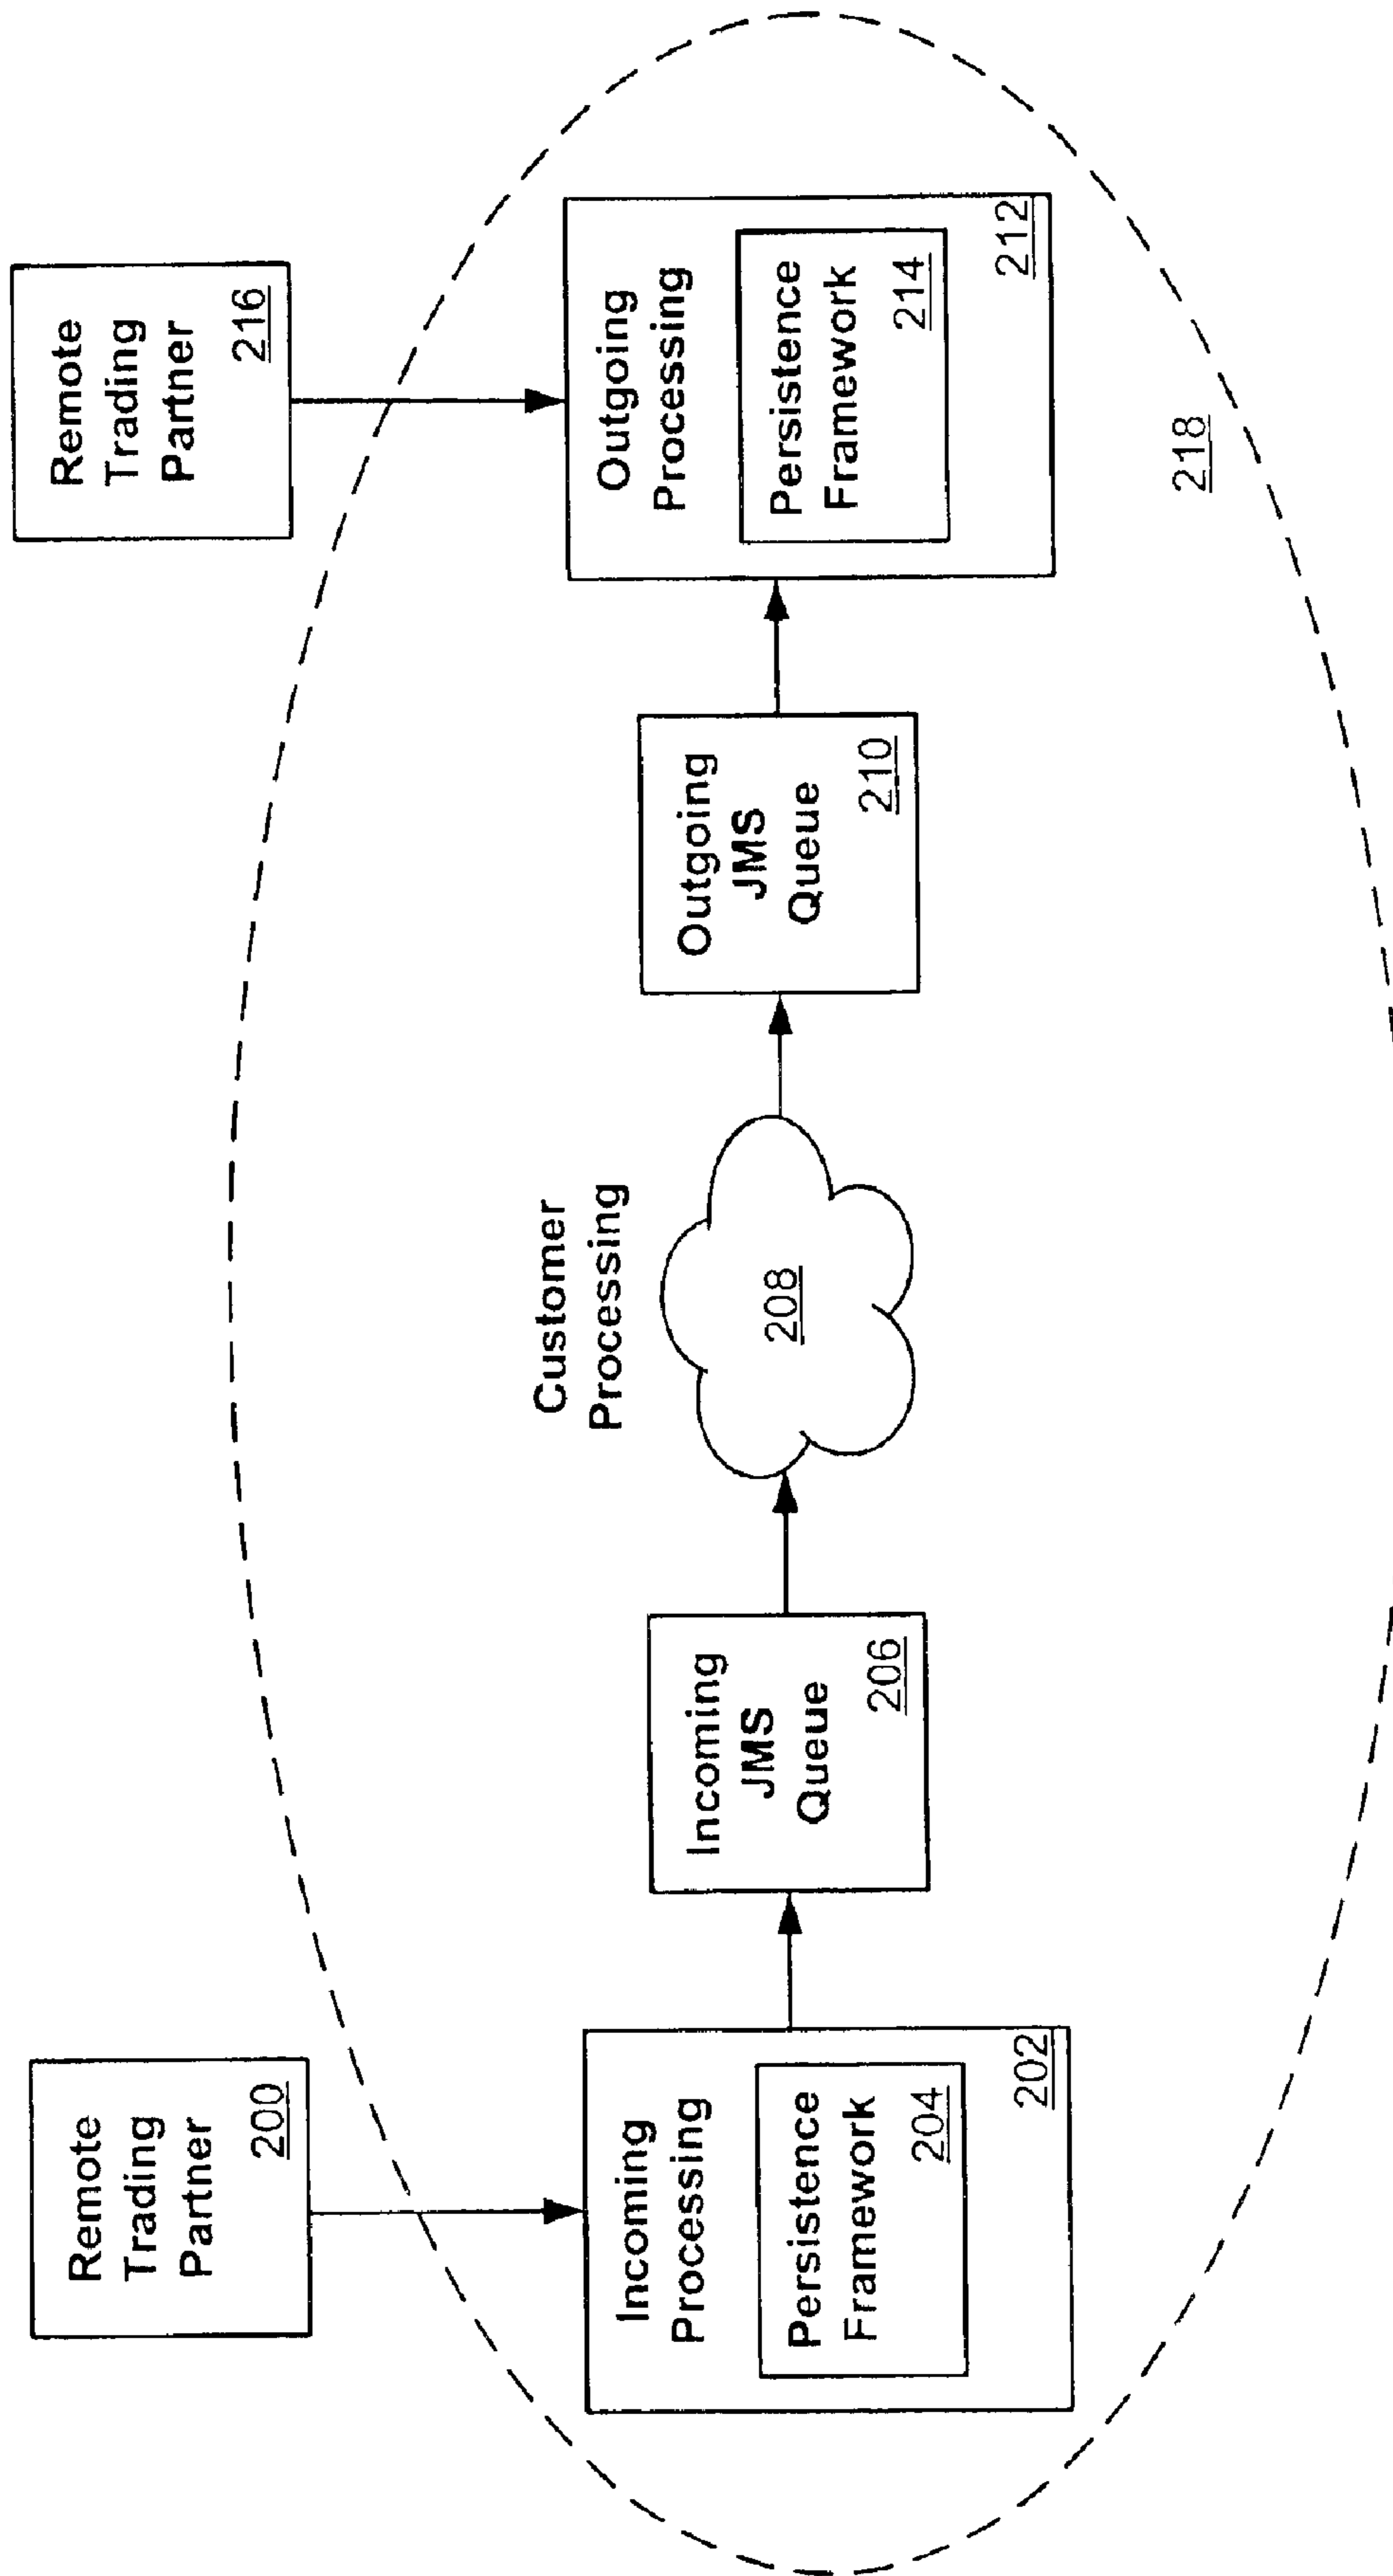 Remote
Trading
Partner
200
Remote
Trading
Partner
216
Incoming
Processing
Persistence
Framework
204
202
Incoming
JMS
Queue
206
Customer
Processing
208
Outgoing
JMS
Queue
210
Outgoing
Processing
Persistence
Framework
214
212
218